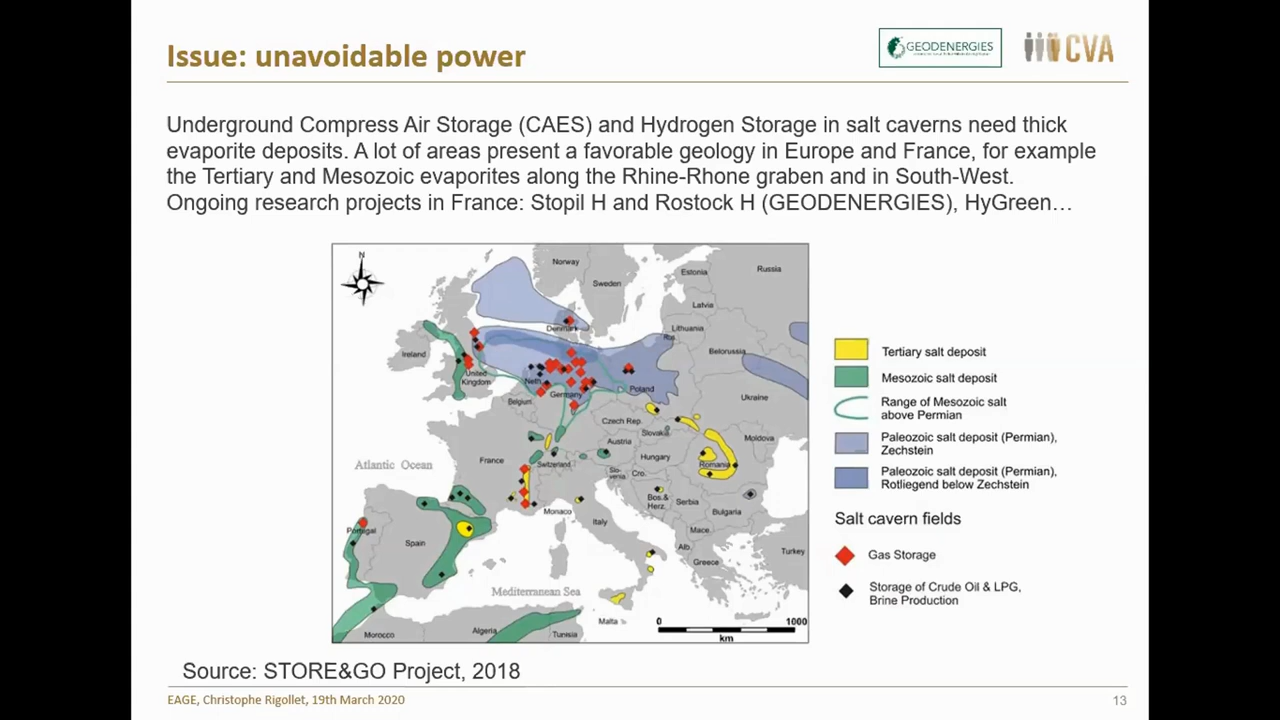 Issue: unavoidable power
GEODENERGIES
CVA
Underground Compress Air Storage (CAES) and Hydrogen Storage in salt caverns need thick
evaporite deposits. A lot of areas present a favorable geology in Europe and France, for example
the Tertiary and Mesozoic evaporites along the Rhine-Rhone graben and in South-West.
Ongoing research projects in France: Stopil H and Rostock H (GEODENERGIES), HyGreen…
N
Norway
Sweden
Estonia
Russia
Latvia
Denmark
Lithuania
Rus.
Ireland
United
Kingdom
Belorussia
Neth.
Poland
Germany
Belgium
Ukraine
Czech Rep.
Slovakia
Moldova
Austria
Atlantic Ocean
France
Switzerland
Hungary
Romania
Slo-
venia
Cro.
Bos.&
Herz.
Serbia
Bulgaria
Monaco
Italy
Portugal
Spain
Mace.
Alb.
Greece
Turkey
Mediterranean Sea
Malta
Morocco
Algeria
Tunisia
0
1000
km
Tertiary salt deposit
Mesozoic salt deposit
Range of Mesozoic salt
above Permian
Paleozoic salt deposit (Permian),
Zechstein
Paleozoic salt deposit (Permian),
Rotliegend below Zechstein
Salt cavern fields
Gas Storage
Storage of Crude Oil & LPG,
Brine Production
Source: STORE&GO Project, 2018
EAGE, Christophe Rigollet, 19th March 2020
13